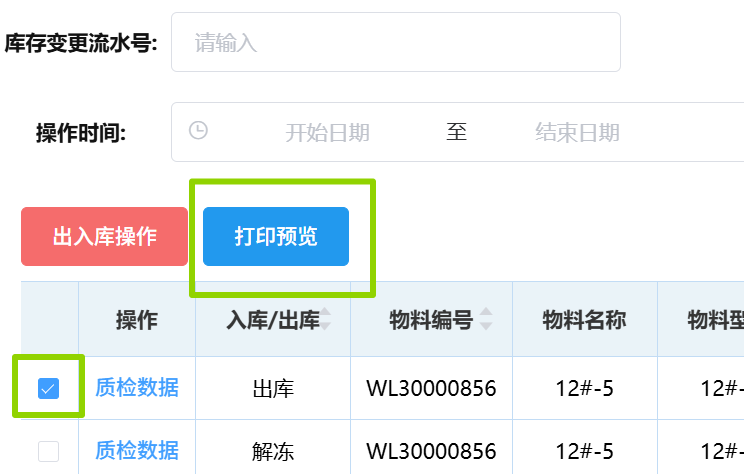 库存变更流水号: 请输入
操作时间: 开始日期 至 结束日期
出入库操作 打印预览
操作 入库/出库 物料编号 物料名称 物料型
质检数据 出库 WL30000856 12#-5 12#-
质检数据 解冻 WL30000856 12#-5 12#-